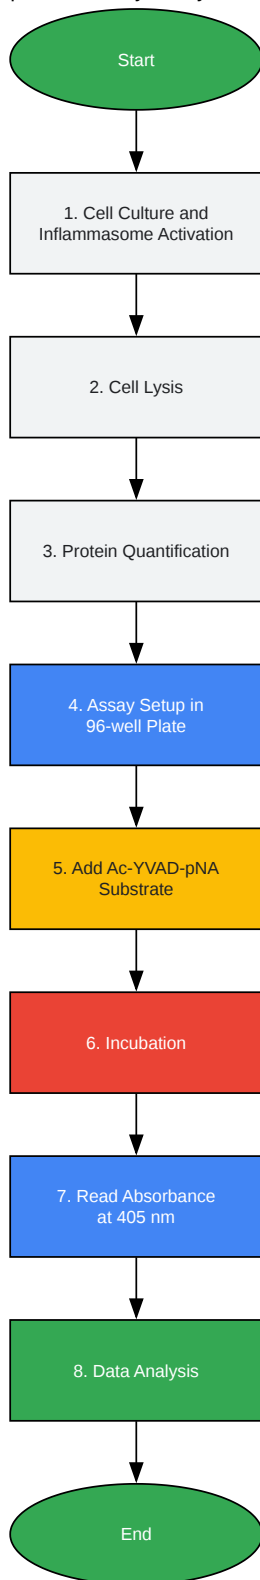 Start
1. Cell Culture and
Inflammasome Activation
2. Cell Lysis
3. Protein Quantification
4. Assay Setup in
96-well Plate
5. Add Ac-YVAD-pNA
Substrate
6. Incubation
7. Read Absorbance
at 405 nm
8. Data Analysis
End